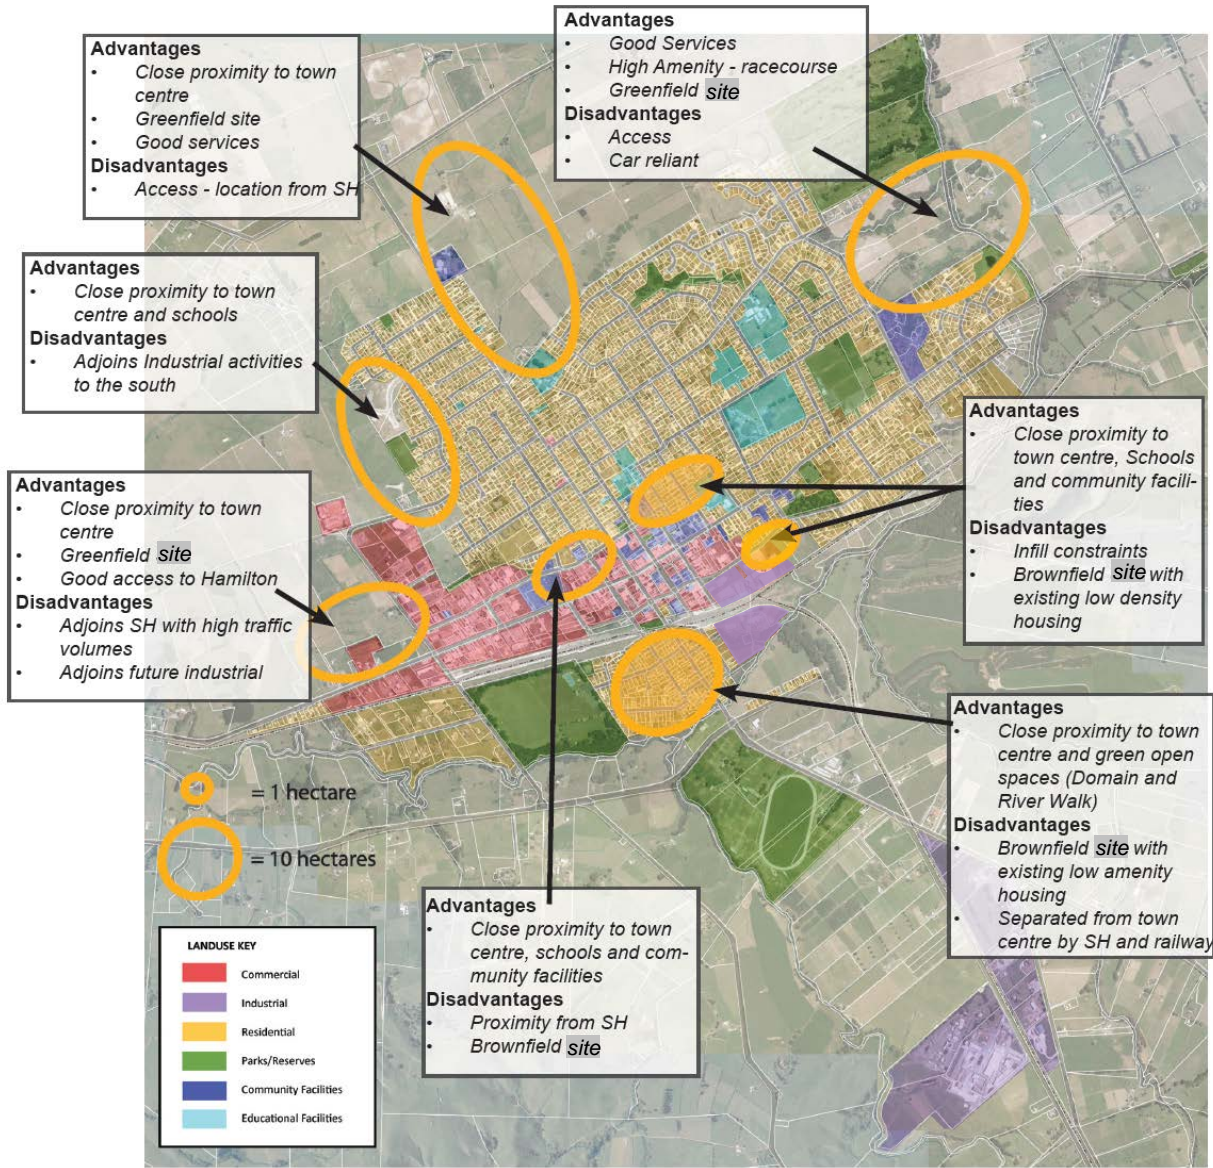 Advantages
• Close proximity to town
centre
• Greenfield site
• Good services
Disadvantages
• Access - location from SH
Advantages
• Good Services
• High Amenity - racecourse
• Greenfield site
Disadvantages
• Access
• Car reliant
Advantages
• Close proximity to town
centre and schools
Disadvantages
• Adjoins Industrial activities
to the south
Advantages
• Close proximity to
town centre, Schools
and community facili-
ties
Disadvantages
• Infill constraints
• Brownfield site with
existing low density
housing
Advantages
• Close proximity to town
centre
• Greenfield site
• Good access to Hamilton
Disadvantages
• Adjoins SH with high traffic
volumes
• Adjoins future industrial
Advantages
• Close proximity to town
centre and green open
spaces (Domain and
River Walk)
Disadvantages
• Brownfield site with
existing low amenity
housing
• Separated from town
centre by SH and railway
= 1 hectare
= 10 hectares
Advantages
• Close proximity to town
centre, schools and com-
munity facilities
Disadvantages
• Proximity from SH
• Brownfield site
LANDUSE KEY
Commercial
Industrial
Residential
Parks/Reserves
Community Facilities
Educational Facilities